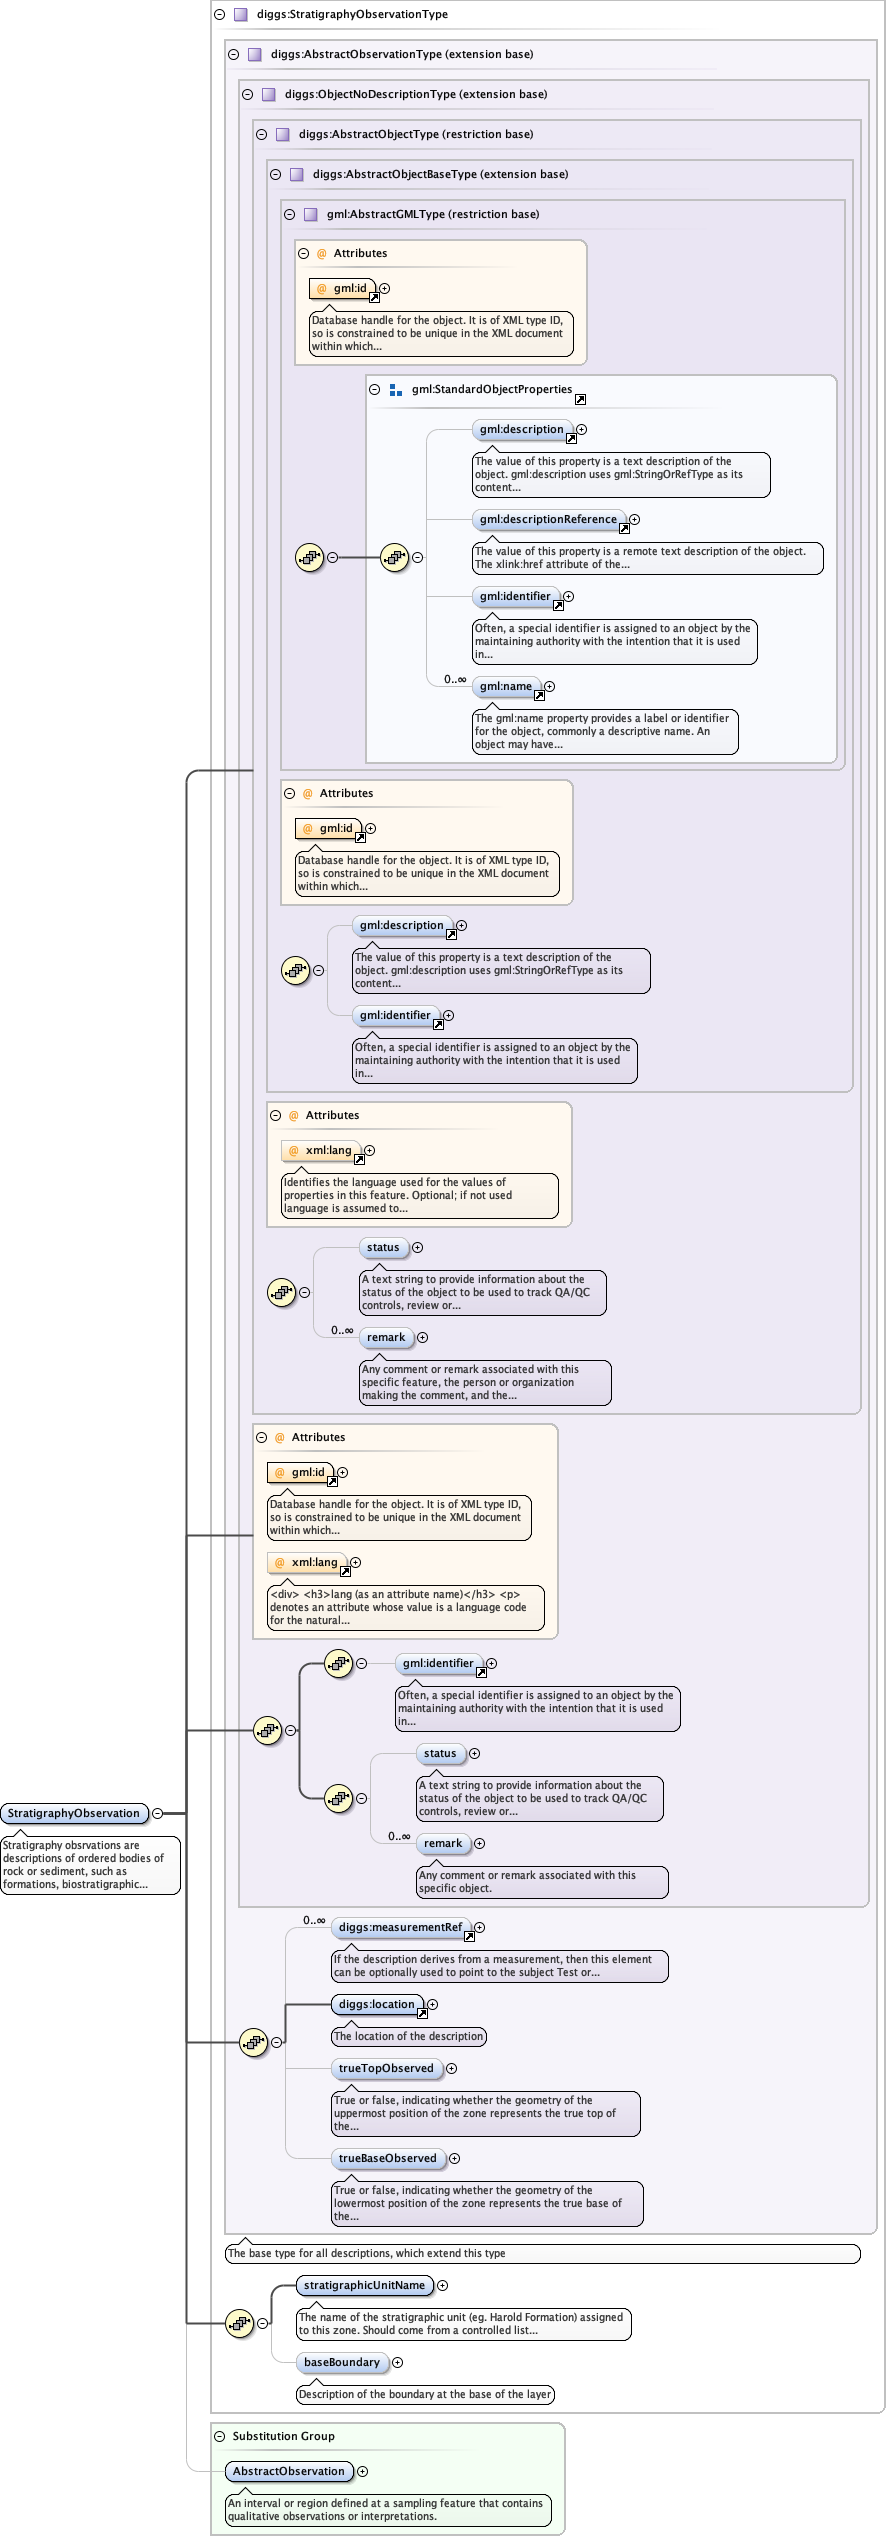 diggs:StratigraphyObservationType
diggs:AbstractObservationType (extension base)
diggs:ObjectNoDescriptionType (extension base)
diggs:AbstractObjectType (restriction base)
diggs:AbstractObjectBaseType (extension base)
gml:AbstractGMLType (restriction base)
@ Attributes
@ gml:id
Database handle for the object. It is of XML type ID,
so is constrained to be unique in the XML document
within which...
gml:StandardObjectProperties
gml:description
The value of this property is a text description of the
object. gml:description uses gml:StringOrRefType as its
content...
gml:descriptionReference
The value of this property is a remote text description of the object.
The xlink:href attribute of the...
gml:identifier
Often, a special identifier is assigned to an object by the
maintaining authority with the intention that it is used
in...
0..∞ gml:name
The gml:name property provides a label or identifier
for the object, commonly a descriptive name. An
object may have...
@ Attributes
@ gml:id
Database handle for the object. It is of XML type ID,
so is constrained to be unique in the XML document
within which...
gml:description
The value of this property is a text description of the
object. gml:description uses gml:StringOrRefType as its
content...
gml:identifier
Often, a special identifier is assigned to an object by the
maintaining authority with the intention that it is used
in...
@ Attributes
@ xml:lang
Identifies the language used for the values of
properties in this feature. Optional; if not used
language is assumed to...
status
A text string to provide information about the
status of the object to be used to track QA/QC
controls, review or...
0..∞ remark
Any comment or remark associated with this
specific feature, the person or organization
making the comment, and the...
@ Attributes
@ gml:id
Database handle for the object. It is of XML type ID,
so is constrained to be unique in the XML document
within which...
@ xml:lang
<div> <h3>lang (as an attribute name)</h3> <p>
denotes an attribute whose value is a language code
for the natural...
gml:identifier
Often, a special identifier is assigned to an object by the
maintaining authority with the intention that it is used
in...
status
A text string to provide information about the
status of the object to be used to track QA/QC
controls, review or...
0..∞ remark
Any comment or remark associated with this
specific object.
StratigraphyObservation
Stratigraphy obsrvations are
descriptions of ordered bodies of
rock or sediment, such as
formations, biostratigraphic...
0..∞ diggs:measurementRef
If the description derives from a measurement, then this element
can be optionally used to point to the subject Test or...
diggs:location
The location of the description
trueTopObserved
True or false, indicating whether the geometry of the
uppermost position of the zone represents the true top of
the...
trueBaseObserved
True or false, indicating whether the geometry of the
lowermost position of the zone represents the true base of
the...
The base type for all descriptions, which extend this type
stratigraphicUnitName
The name of the stratigraphic unit (eg. Harold Formation) assigned
to this zone. Should come from a controlled list...
baseBoundary
Description of the boundary at the base of the layer
Substitution Group
AbstractObservation
An interval or region defined at a sampling feature that contains
qualitative observations or interpretations.